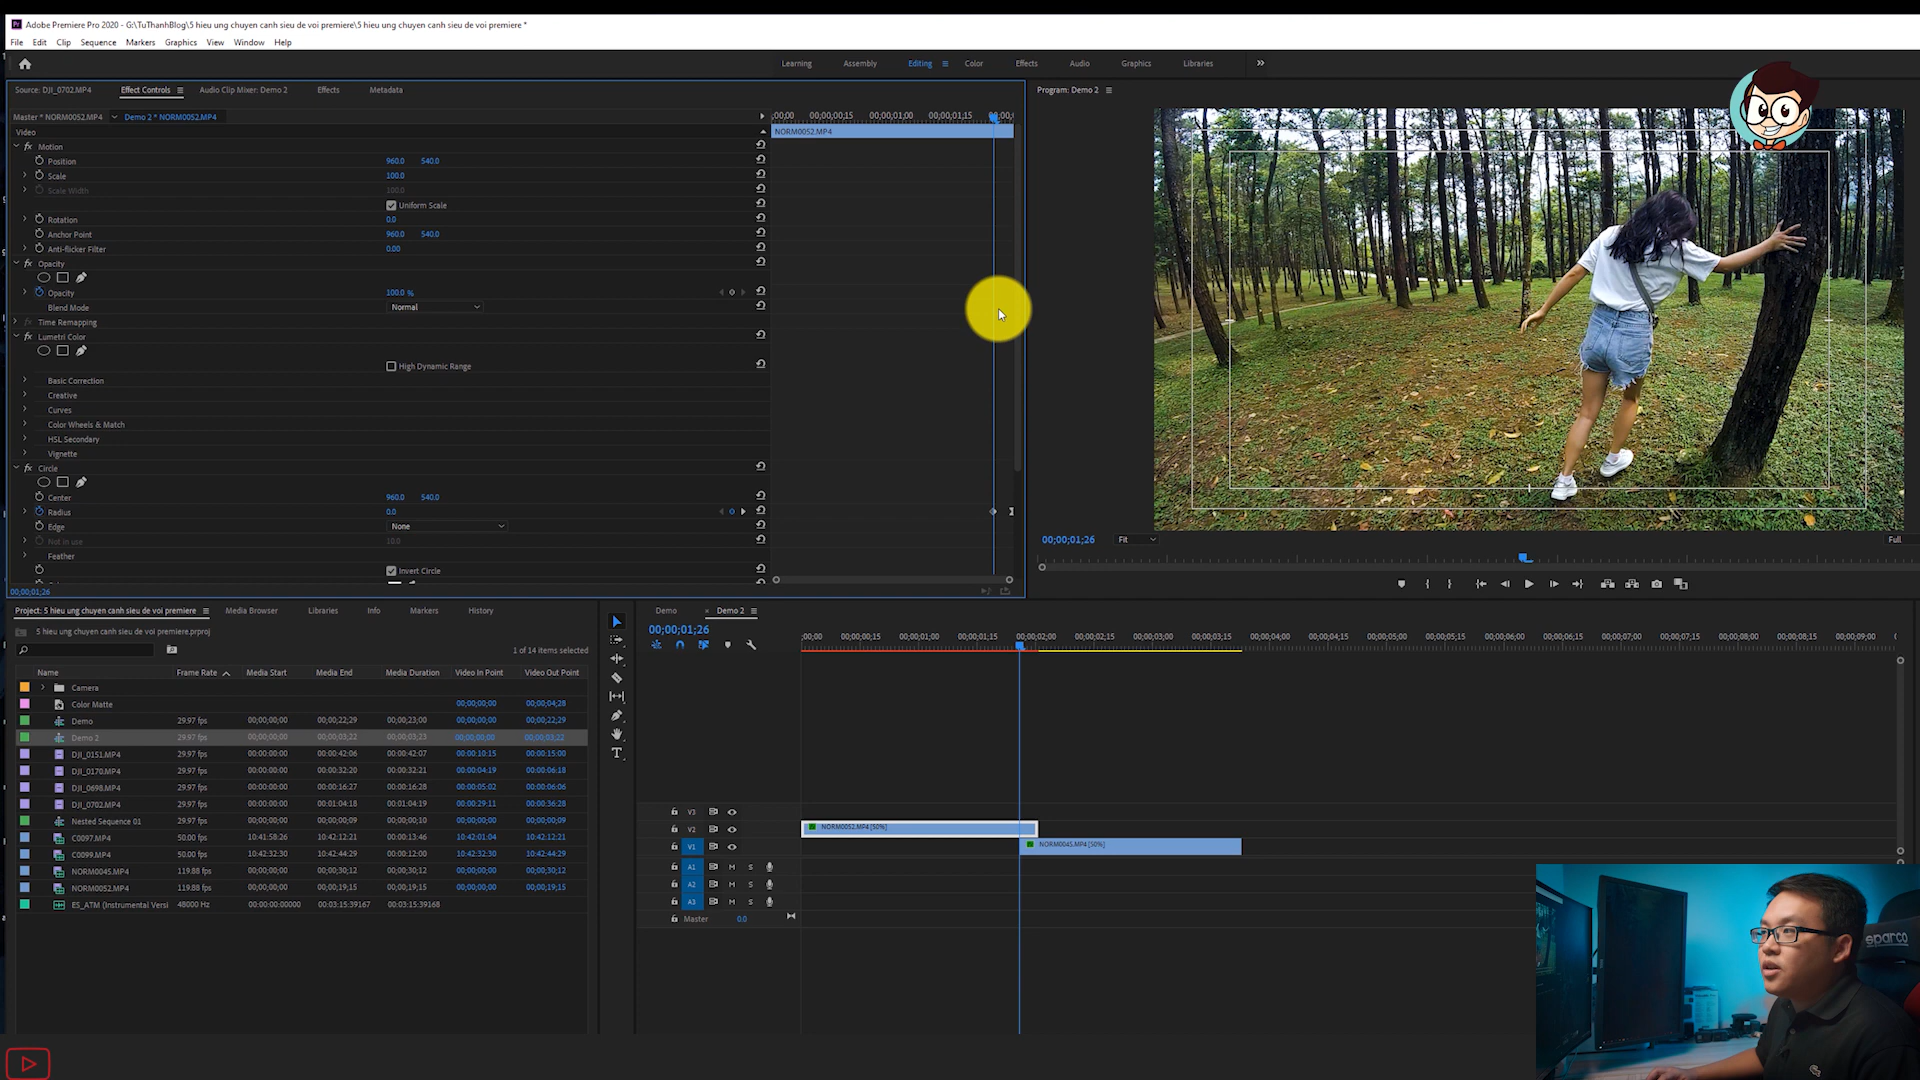 Adobe Premiere Pro 2020 - G:\TuThanhBlog\5 hieu ung chuyen canh sieu de voi premiere\5 hieu ung chuyen canh sieu de voi premiere *
File Edit Clip Sequence Markers Graphics View Window Help
Learning Assembly Editing Color Effects Audio Graphics Libraries
Source: DJI_0702.MP4 Effect Controls Audio Clip Mixer: Demo 2 Effects Metadata
Program: Demo 2
Master * NORM0052.MP4 Demo 2 * NORM0052.MP4
;00;00 00;00;00;15 00;00;01;00 00;00;01;15
Video
NORM0052.MP4
Motion
Position 960.0 540.0
Scale 100.0
Scale Width 100.0
Uniform Scale
Rotation 0.0
Anchor Point 960.0 540.0
Anti-flicker Filter 0.00
Opacity
Opacity 100.0 %
Blend Mode Normal
Time Remapping
Lumetri Color
High Dynamic Range
Basic Correction
Creative
Curves
Color Wheels & Match
HSL Secondary
Vignette
Circle
Center 960.0 540.0
Radius 0.0
Edge None
Not in use 10.0
Feather
Invert Circle
00;00;01;26
00;00;01;26 Fit Full
Project: 5 hieu ung chuyen canh sieu de voi premiere Media Browser Libraries Info Markers History
5 hieu ung chuyen canh sieu de voi premiere.prproj
1 of 14 items selected
Name Frame Rate Media Start Media End Media Duration Video In Point Video Out Point
Camera
Color Matte 00;00;00;00 00;00;04;28
Demo 29.97 fps 00;00;00;00 00;00;22;29 00;00;23;00 00;00;00;00 00;00;22;29
Demo 2 29.97 fps 00;00;00;00 00;00;03;22 00;00;03;23 00;00;00;00 00;00;03;22
DJI_0151.MP4 29.97 fps 00:00:00:00 00:00:42:06 00:00:42:07 00:00:10:15 00:00:15:00
DJI_0170.MP4 29.97 fps 00:00:00:00 00:00:32:20 00:00:32:21 00:00:04:19 00:00:06:18
DJI_0698.MP4 29.97 fps 00:00:00:00 00:00:16:27 00:00:16:28 00:00:05:02 00:00:06:06
DJI_0702.MP4 29.97 fps 00:00:00:00 00:01:04:18 00:01:04:19 00:00:29:11 00:00:36:28
Nested Sequence 01 29.97 fps 00;00;00;00 00;00;00;09 00;00;00;10 00;00;00;00 00;00;00;09
C0097.MP4 50.00 fps 10:41:58:26 10:42:12:21 00:00:13:46 10:42:01:04 10:42:12:21
C0099.MP4 50.00 fps 10:42:32:30 10:42:44:29 00:00:12:00 10:42:32:30 10:42:44:29
NORM0045.MP4 119.88 fps 00;00;00;00 00;00;30;12 00;00;30;13 00;00;00;00 00;00;30;12
NORM0052.MP4 119.88 fps 00;00;00;00 00;00;19;15 00;00;19;16 00;00;00;00 00;00;19;15
ES_ATM (Instrumental Versi 48000 Hz 00:00:00:00000 00:03:15:39167 00:03:15:39168
Demo Demo 2
00;00;01;26
;00;00 00;00;00;15 00;00;01;00 00;00;01;15 00;00;02;00 00;00;02;15 00;00;03;00 00;00;03;15 00;00;04;00 00;00;04;15 00;00;05;00 00;00;05;15 00;00;06;00 00;00;06;15 00;00;07;00 00;00;07;15 00;00;08;00 00;00;08;15 00;00;09;00
V3
V2 NORM0052.MP4 [50%]
V1 NORM0045.MP4 [50%]
A1 M S
A2 M S
A3 M S
Master 0.0
T
eparco